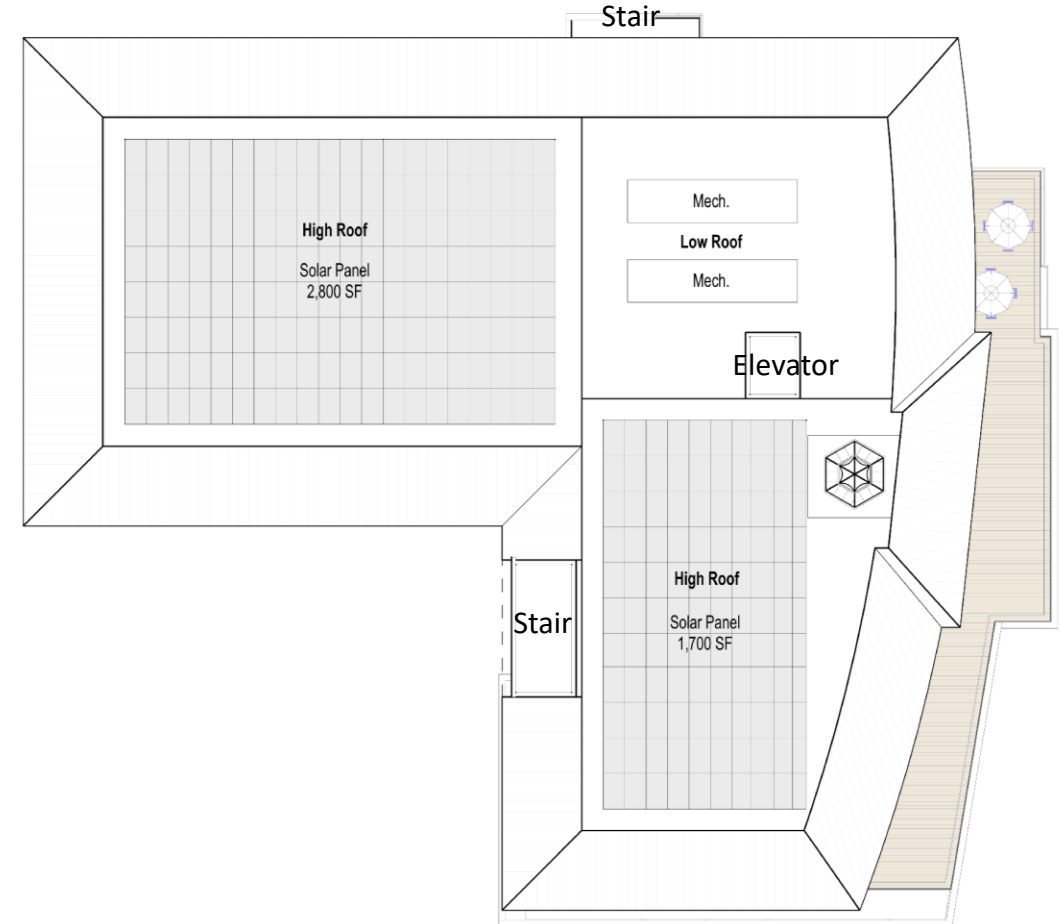 Stair
High Roof
Solar Panel
2,800 SF
Mech.
Low Roof
Mech.
Elevator
High Roof
Solar Panel
1,700 SF
Stair